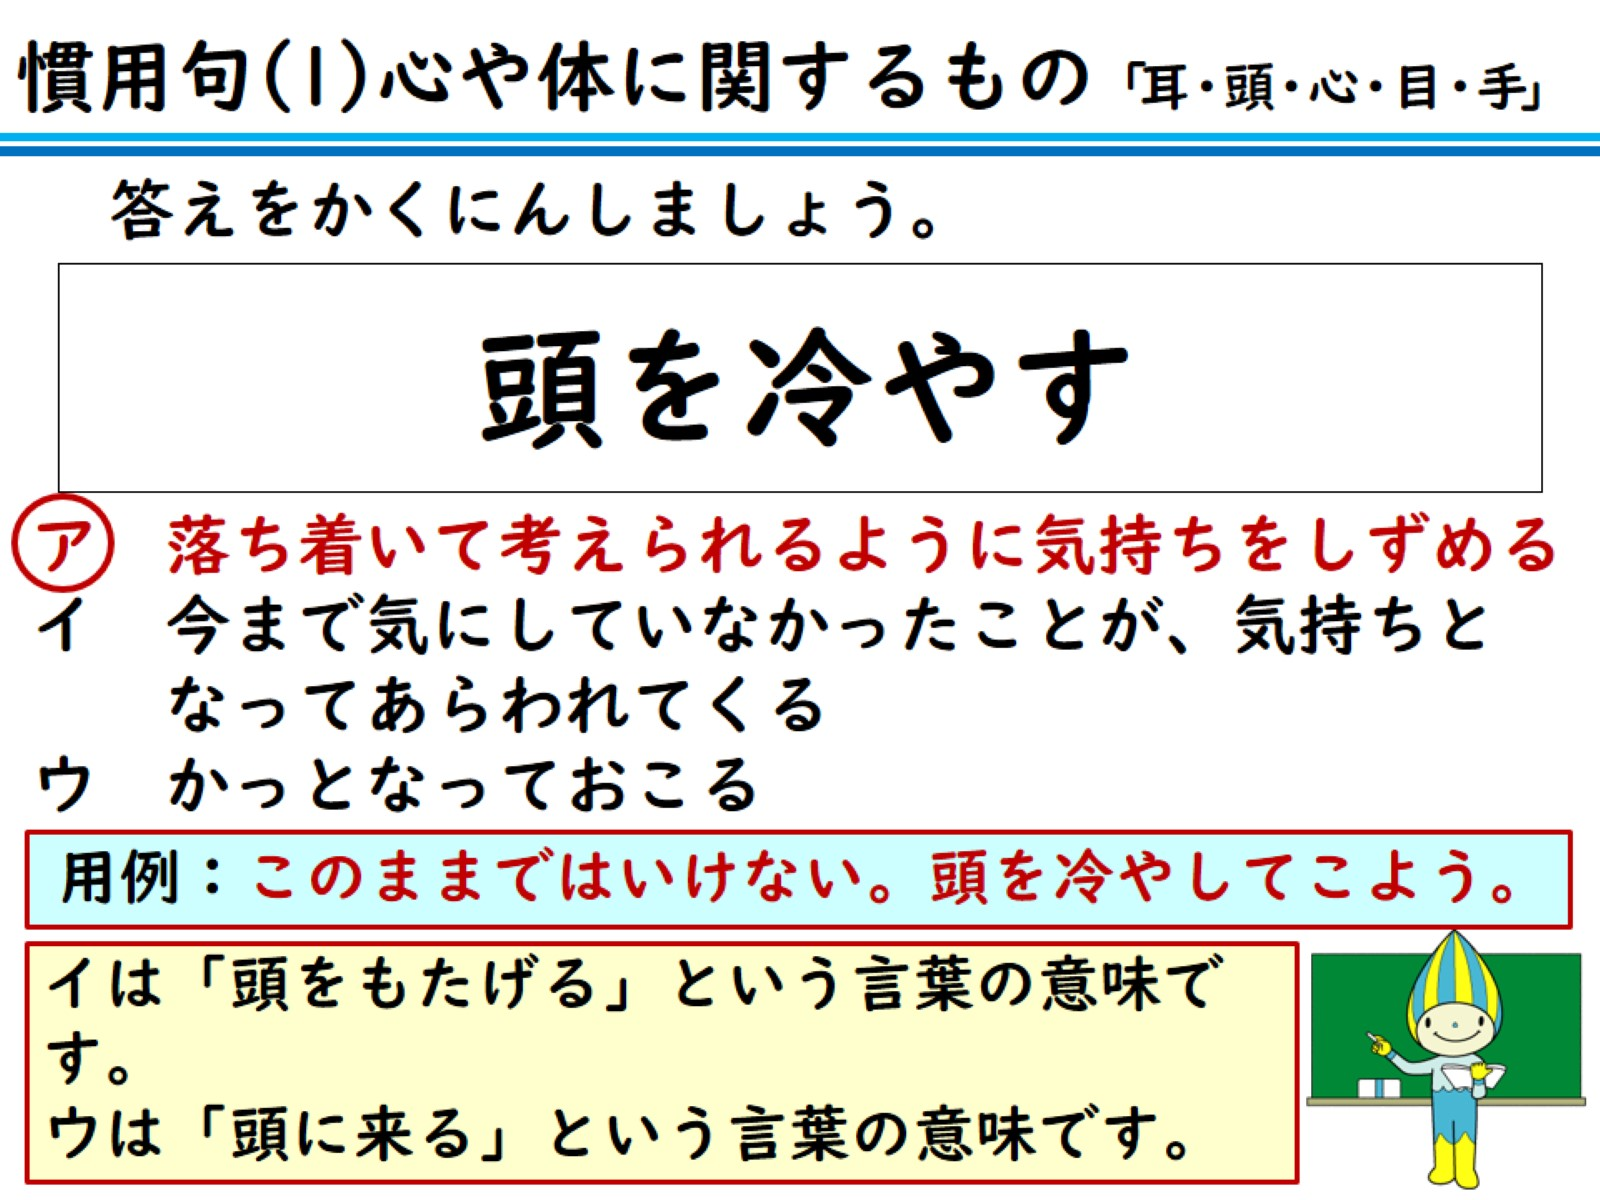 慣用句(1)心や体に関するもの「耳・頭・心・目・手」
答えをかくにんしましょう。
頭を冷やす
ア 落ち着いて考えられるように気持ちをしずめる
イ 今まで気にしていなかったことが、気持ちと
なってあらわれてくる
ウ かっとなっておこる
用例：このままではいけない。頭を冷やしてこよう。
イは「頭をもたげる」という言葉の意味で
す。
ウは「頭に来る」という言葉の意味です。